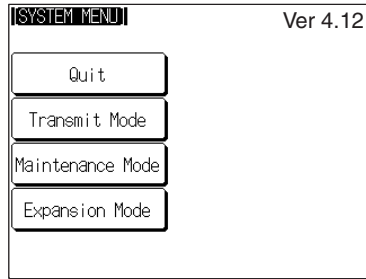 [SYSTEM MENU]
Ver 4.12
Quit
Transmit Mode
Maintenance Mode
Expansion Mode